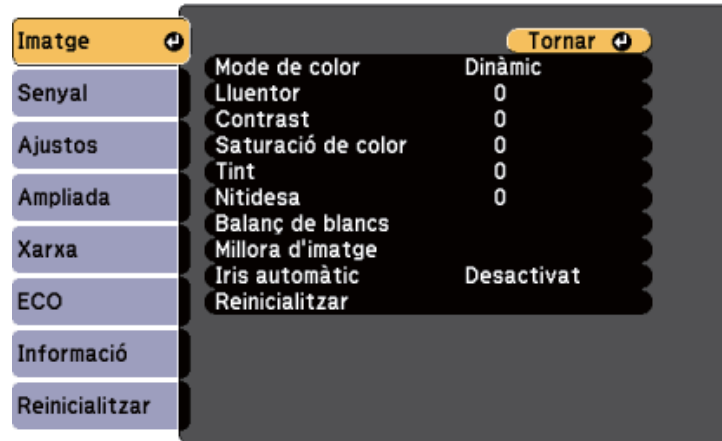 Imatge
Senyal
Ajustos
Ampliada
Xarxa
ECO
Informació
Reinicialitzar
Tornar
Mode de color Dinàmic
Lluentor 0
Contrast 0
Saturació de color 0
Tint 0
Nitidesa 0
Balanç de blancs
Millora d'imatge
Iris automàtic Desactivat
Reinicialitzar